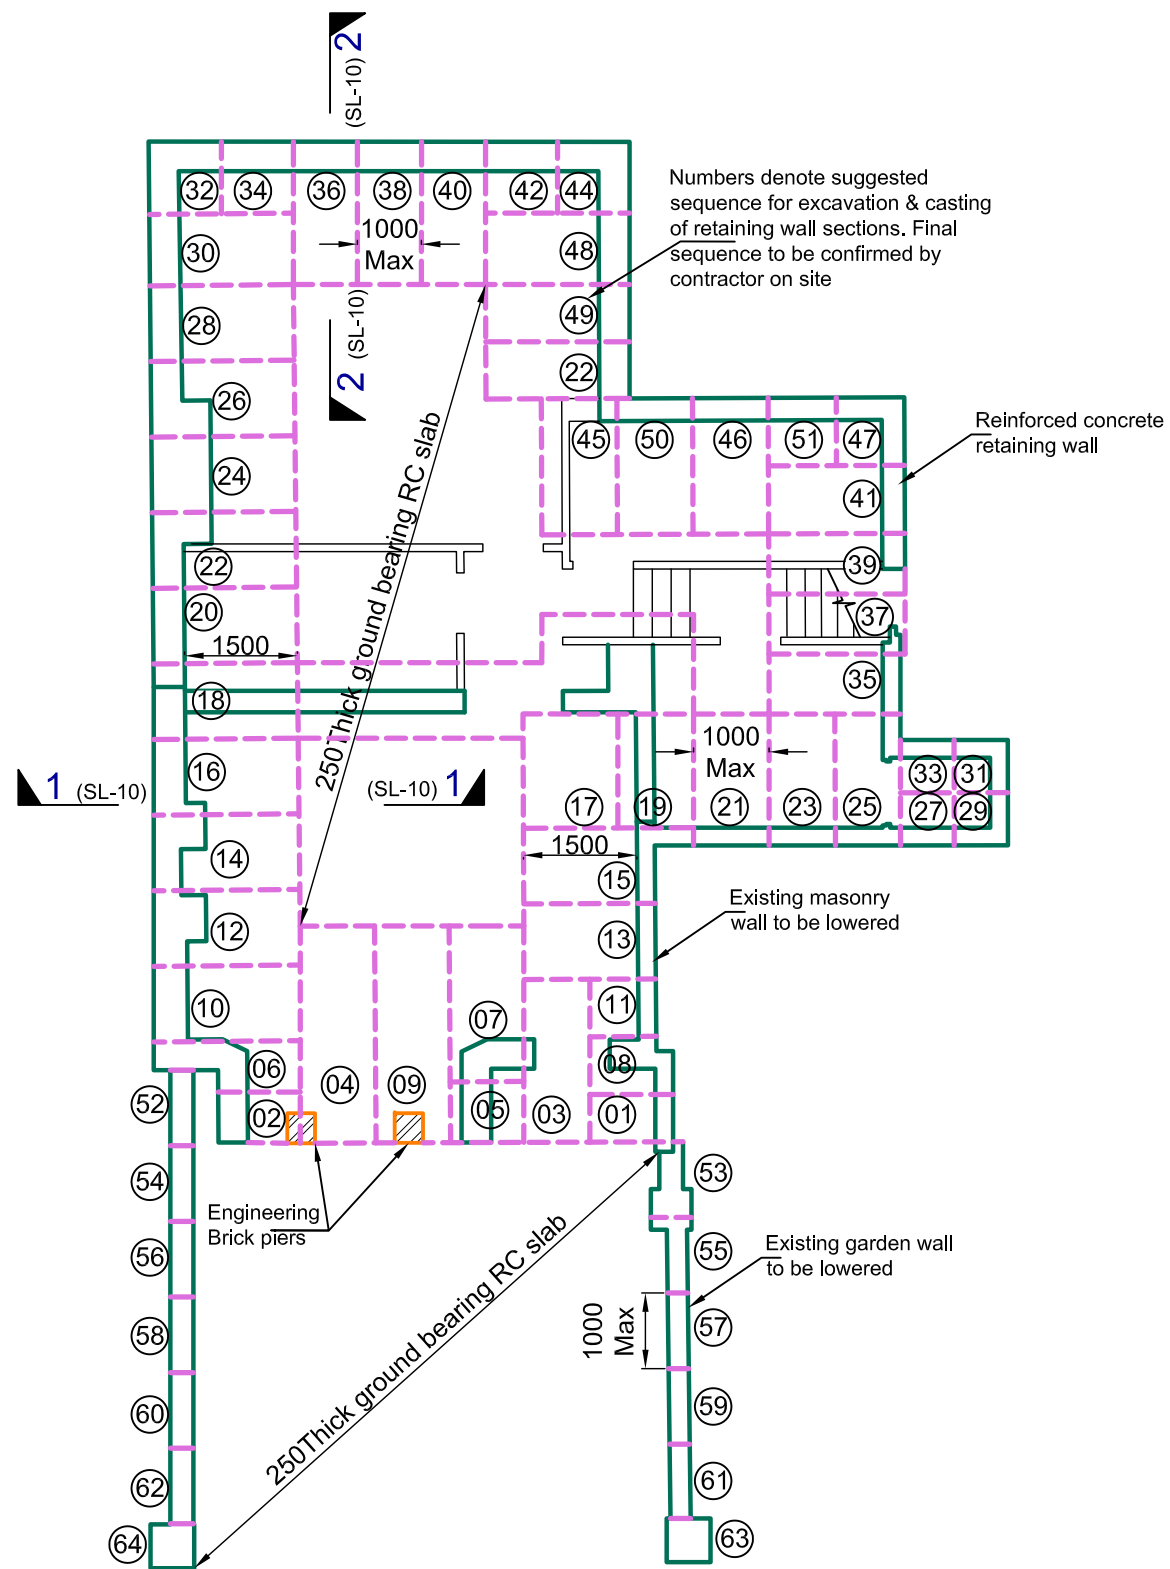 2
(SL-10)
32 34 36 38 40 42 44
Numbers denote suggested
sequence for excavation & casting
of retaining wall sections. Final
sequence to be confirmed by
contractor on site
1000
Max
30
48
2
(SL-10)
28
49
22
26
45 50 46 51 47
Reinforced concrete
retaining wall
24
41
250Thick ground bearing RC slab
22
39
20
37
1500
35
18
1000
Max
16
33 31
1 (SL-10)
(SL-10) 1
17 19 21 23 25 27 29
1500
14
15
Existing masonry
wall to be lowered
12
13
10
11
07
06
08
04 09
52
02
05 03 01
54
53
Engineering
Brick piers
250Thick ground bearing RC slab
56
55
Existing garden wall
to be lowered
58
1000
Max
57
60
59
62
61
64
63